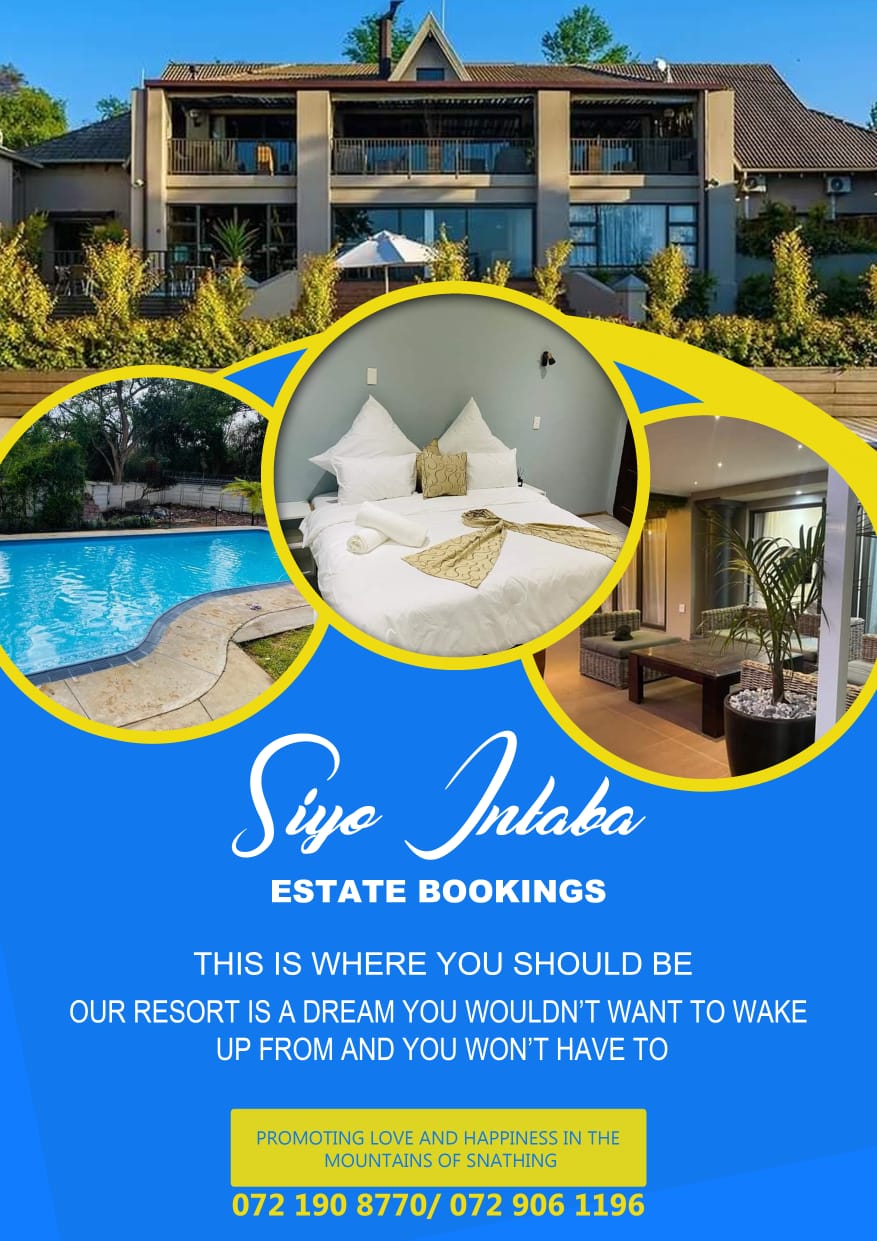 Siyo Intaba
ESTATE BOOKINGS
THIS IS WHERE YOU SHOULD BE
OUR RESORT IS A DREAM YOU WOULDN'T WANT TO WAKE
UP FROM AND YOU WON'T HAVE TO
PROMOTING LOVE AND HAPPINESS IN THE
MOUNTAINS OF SNATHING
072 190 8770/ 072 906 1196